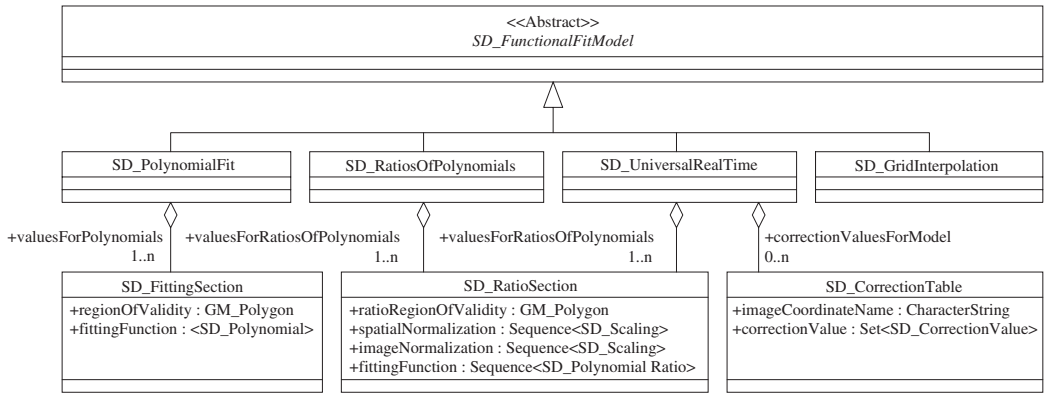 <<Abstract>>
SD_FunctionalFitModel
SD_PolynomialFit
SD_RatiosOfPolynomials
SD_UniversalRealTime
SD_GridInterpolation
+valuesForPolynomials
1..n
+valuesForRatiosOfPolynomials
1..n
+valuesForRatiosOfPolynomials
1..n
+correctionValuesForModel
0..n
SD_FittingSection
+regionOfValidity : GM_Polygon
+fittingFunction : <SD_Polynomial>
SD_RatioSection
+ratioRegionOfValidity : GM_Polygon
+spatialNormalization : Sequence<SD_Scaling>
+imageNormalization : Sequence<SD_Scaling>
+fittingFunction : Sequence<SD_Polynomial Ratio>
SD_CorrectionTable
+imageCoordinateName : CharacterString
+correctionValue : Set<SD_CorrectionValue>